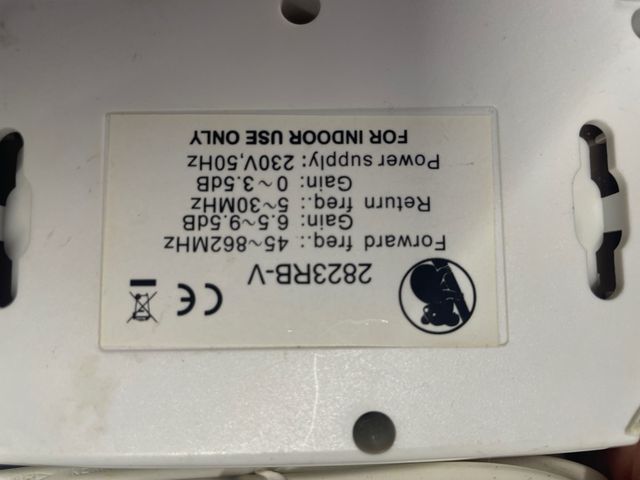 2823RB-V
Forward freq.: 45~862MHz
Gain: 6.5~9.5dB
Return freq.: 5~30MHz
Gain: 0~3.5dB
Power supply: 230V,50Hz
FOR INDOOR USE ONLY
CE